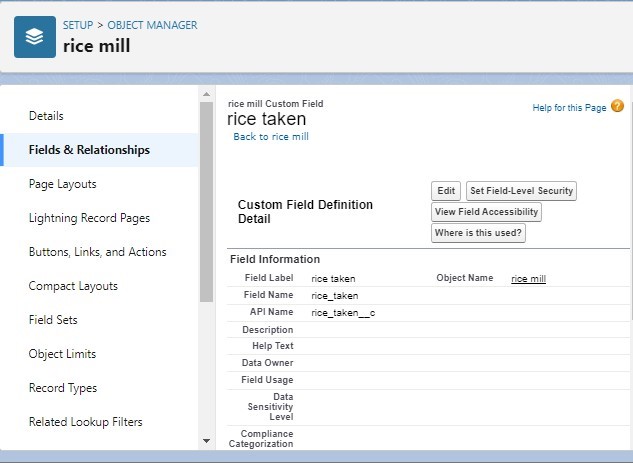 SETUP > OBJECT MANAGER
rice mill
Details
Fields & Relationships
Page Layouts
Lightning Record Pages
Buttons, Links, and Actions
Compact Layouts
Field Sets
Object Limits
Record Types
Related Lookup Filters
rice mill Custom Field
rice taken
Back to rice mill
Help for this Page ?
Custom Field Definition
Detail
Edit Set Field-Level Security
View Field Accessibility
Where is this used?
Field Information
Field Label rice taken Object Name rice mill
Field Name rice_taken
API Name rice_taken__c
Description
Help Text
Data Owner
Field Usage
Data
Sensitivity
Level
Compliance
Categorization